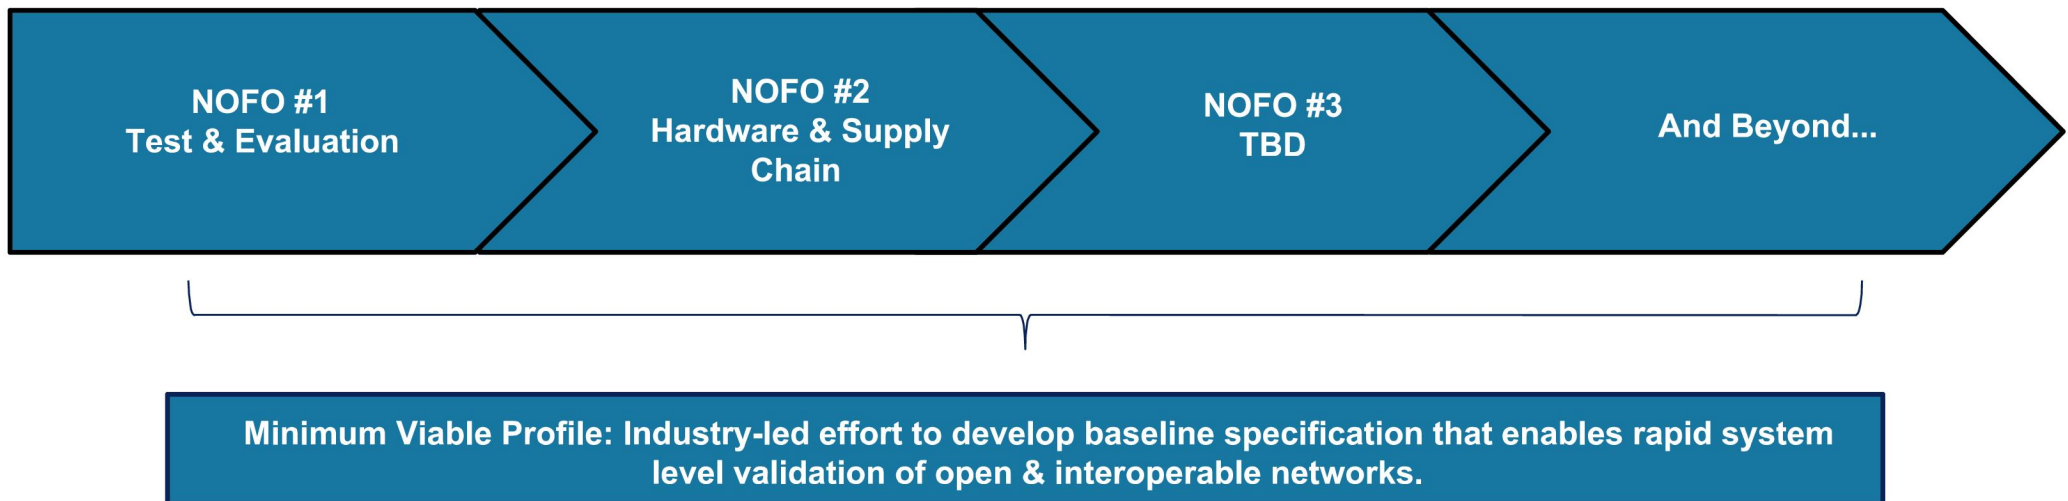 NOFO #1
Test & Evaluation
NOFO #2
Hardware & Supply
Chain
NOFO #3
TBD
And Beyond...
Minimum Viable Profile: Industry-led effort to develop baseline specification that enables rapid system
level validation of open & interoperable networks.